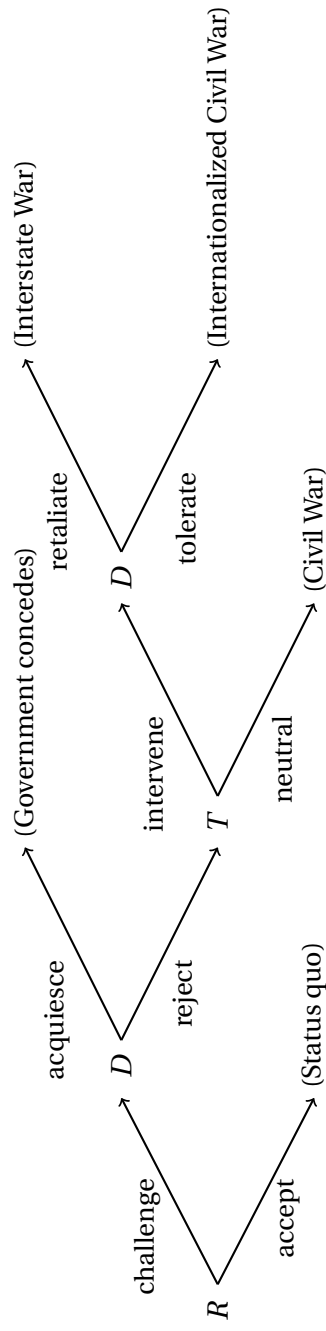 R
challenge
accept
D
(Status quo)
acquiesce
reject
(Government concedes)
T
intervene
neutral
D
(Civil War)
retaliate
tolerate
(Interstate War)
(Internationalized Civil War)